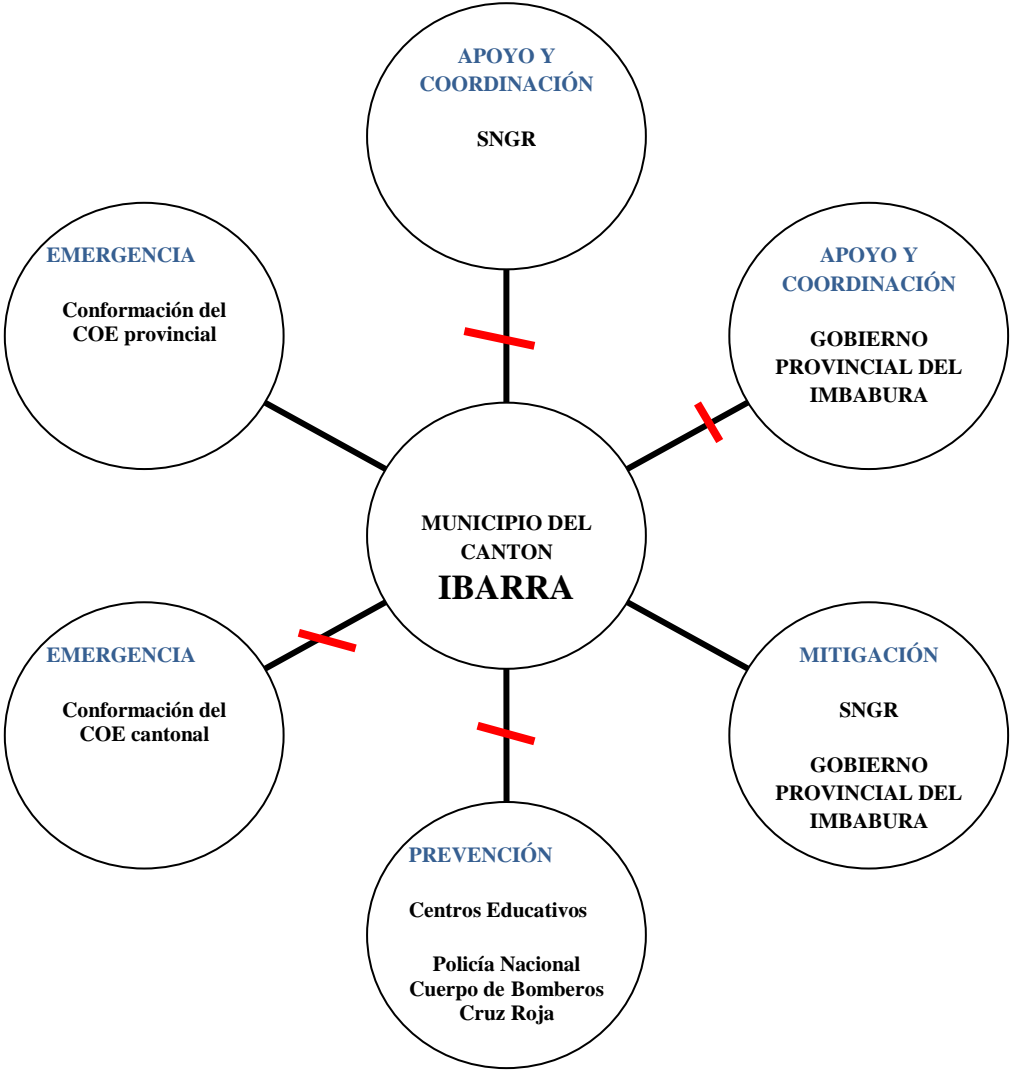 APOYO Y
COORDINACIÓN
SNGR
EMERGENCIA
Conformación del
COE provincial
APOYO Y
COORDINACIÓN
GOBIERNO
PROVINCIAL DEL
IMBABURA
MUNICIPIO DEL
CANTON
IBARRA
EMERGENCIA
Conformación del
COE cantonal
MITIGACIÓN
SNGR
GOBIERNO
PROVINCIAL DEL
IMBABURA
PREVENCIÓN
Centros Educativos
Policía Nacional
Cuerpo de Bomberos
Cruz Roja